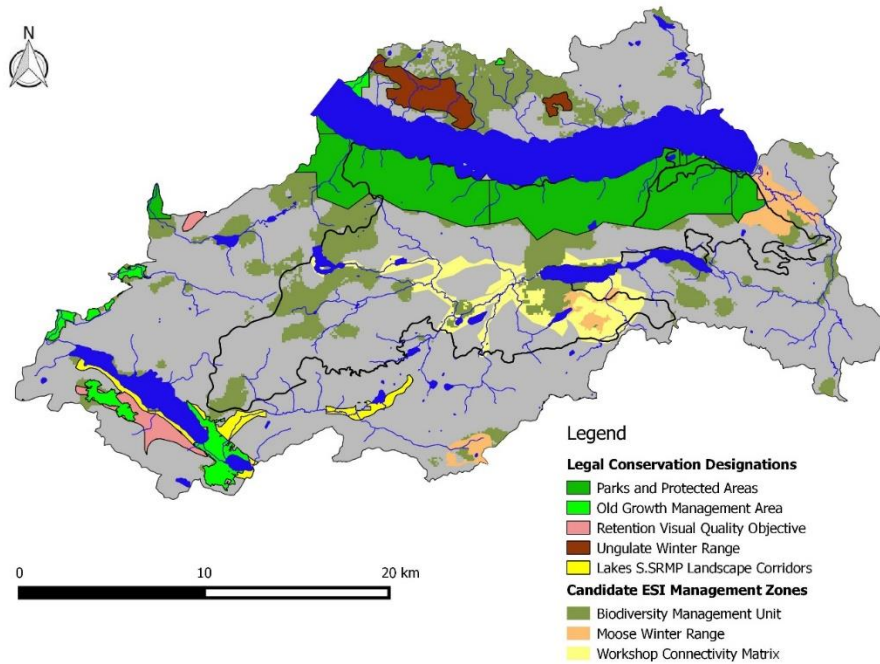 N
Legend
Legal Conservation Designations
Parks and Protected Areas
Old Growth Management Area
Retention Visual Quality Objective
Ungulate Winter Range
Lakes S.SRMP Landscape Corridors
Candidate ESI Management Zones
Biodiversity Management Unit
Moose Winter Range
Workshop Connectivity Matrix
0 10 20 km